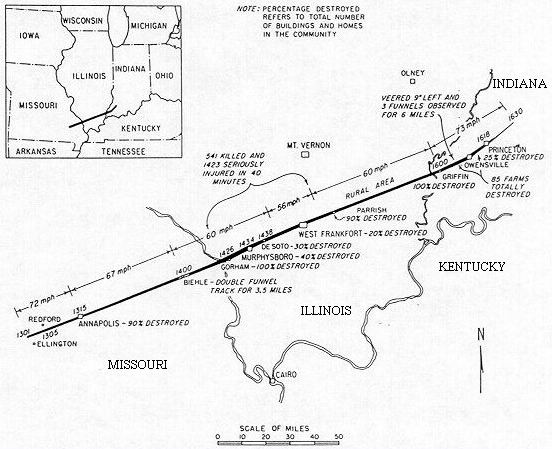 NOTE: PERCENTAGE DESTROYED
REFERS TO TOTAL NUMBER
OF BUILDINGS AND HOMES
IN THE COMMUNITY
WISCONSIN
MICHIGAN
IOWA
ILLINOIS
INDIANA
OHIO
MISSOURI
KENTUCKY
ARKANSAS
TENNESSEE
OLNEY
INDIANA
VEERED 9° LEFT AND
3 FUNNELS OBSERVED
FOR 6 MILES
73 mph
1630
1618
PRINCETON
25% DESTROYED
OWENSVILLE
85 FARMS
TOTALLY
DESTROYED
1600
GRIFFIN
100% DESTROYED
MT. VERNON
541 KILLED AND
1423 SERIOUSLY
INJURED IN 40
MINUTES
60 mph
RURAL AREA
56 mph
PARRISH
90% DESTROYED
WEST FRANKFORT-20% DESTROYED
60 mph
1438
1434
1426
DE SOTO-30% DESTROYED
MURPHYSBORO-40% DESTROYED
GORHAM-100% DESTROYED
KENTUCKY
67 mph
1400
BIEHLE-DOUBLE FUNNEL
TRACK FOR 3.5 MILES
72 mph
REDFORD
1315
ANNAPOLIS-90% DESTROYED
1301
1305
ELLINGTON
ILLINOIS
MISSOURI
N
CAIRO
SCALE OF MILES
0 10 20 30 40 50